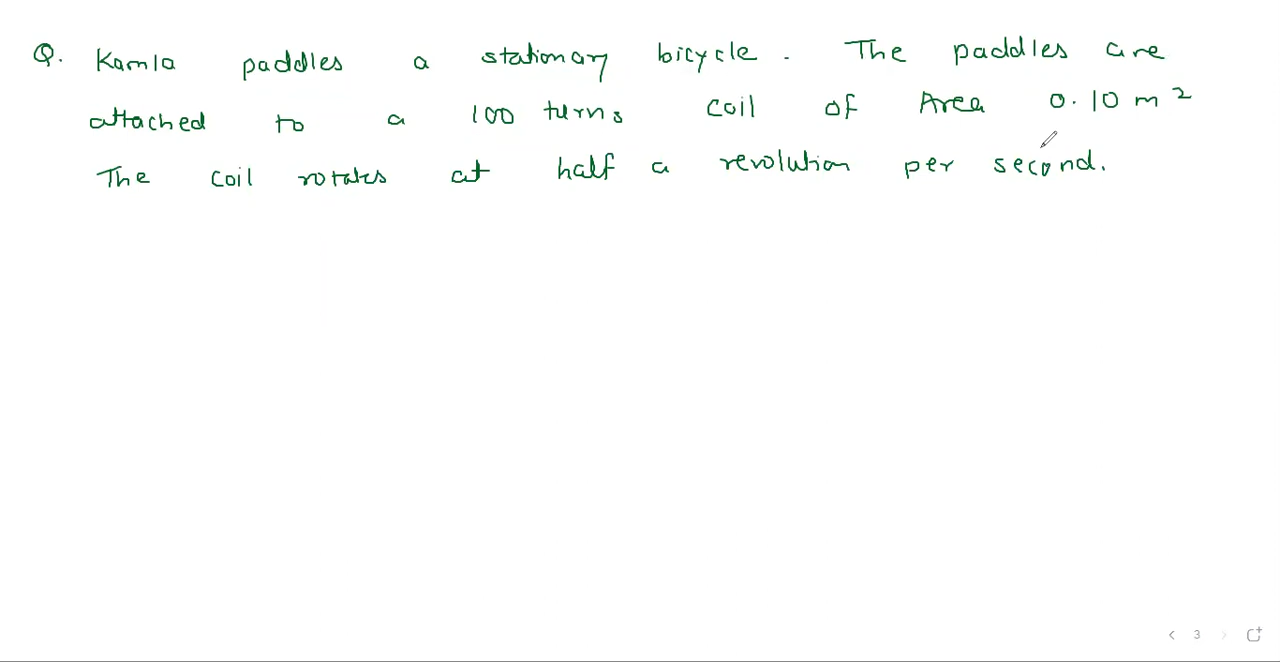 Q. Kamla paddles a stationary bicycle. The paddles are
attached to a 100 turns coil of Area 0.10 m²
The coil rotates at half a revolution per second.
3